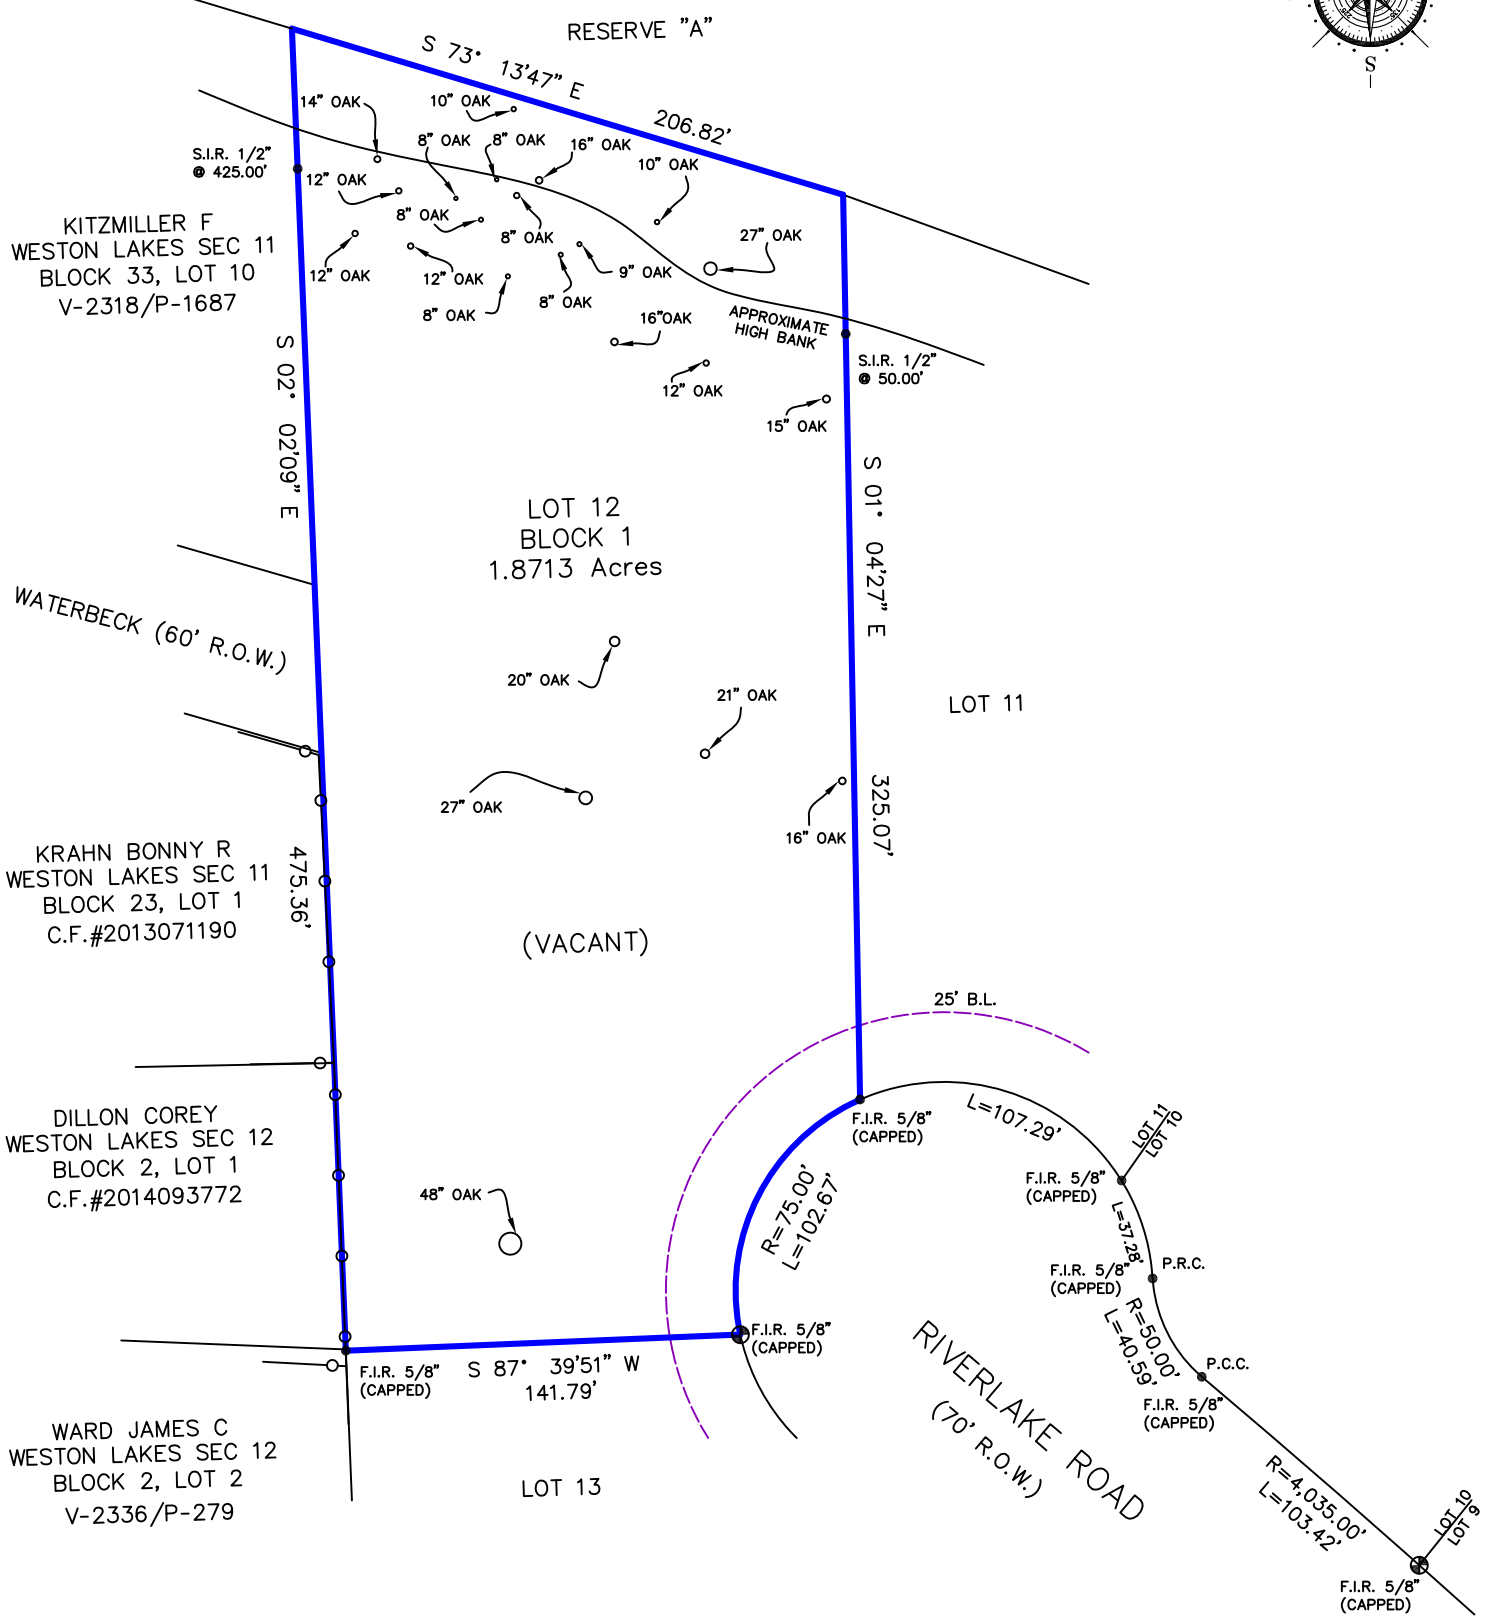 RESERVE "A"
S
S 73° 13'47" E
206.82'
14" OAK
10" OAK
8" OAK
8" OAK
16" OAK
10" OAK
S.I.R. 1/2"
@ 425.00'
12" OAK
8" OAK
8" OAK
27" OAK
KITZMILLER F
WESTON LAKES SEC 11
BLOCK 33, LOT 10
V-2318/P-1687
12" OAK
12" OAK
9" OAK
8" OAK
8" OAK
16"OAK
APPROXIMATE
HIGH BANK
S.I.R. 1/2"
@ 50.00'
12" OAK
15" OAK
S 02° 02'09" E
475.36'
S 01° 04'27" E
325.07'
LOT 12
BLOCK 1
1.8713 Acres
WATERBECK (60' R.O.W.)
20" OAK
21" OAK
LOT 11
27" OAK
16" OAK
KRAHN BONNY R
WESTON LAKES SEC 11
BLOCK 23, LOT 1
C.F.#2013071190
(VACANT)
25' B.L.
DILLON COREY
WESTON LAKES SEC 12
BLOCK 2, LOT 1
C.F.#2014093772
48" OAK
R=75.00'
L=102.67'
F.I.R. 5/8"
(CAPPED)
L=107.29'
LOT 11
LOT 10
F.I.R. 5/8"
(CAPPED)
L=37.28'
F.I.R. 5/8"
(CAPPED)
P.R.C.
R=50.00'
L=40.59'
P.C.C.
F.I.R. 5/8"
(CAPPED)
F.I.R. 5/8"
(CAPPED)
F.I.R. 5/8"
(CAPPED)
S 87° 39'51" W
141.79'
RIVERLAKE ROAD
(70' R.O.W.)
WARD JAMES C
WESTON LAKES SEC 12
BLOCK 2, LOT 2
V-2336/P-279
LOT 13
R=4,035.00'
L=103.42'
LOT 10
LOT 9
F.I.R. 5/8"
(CAPPED)